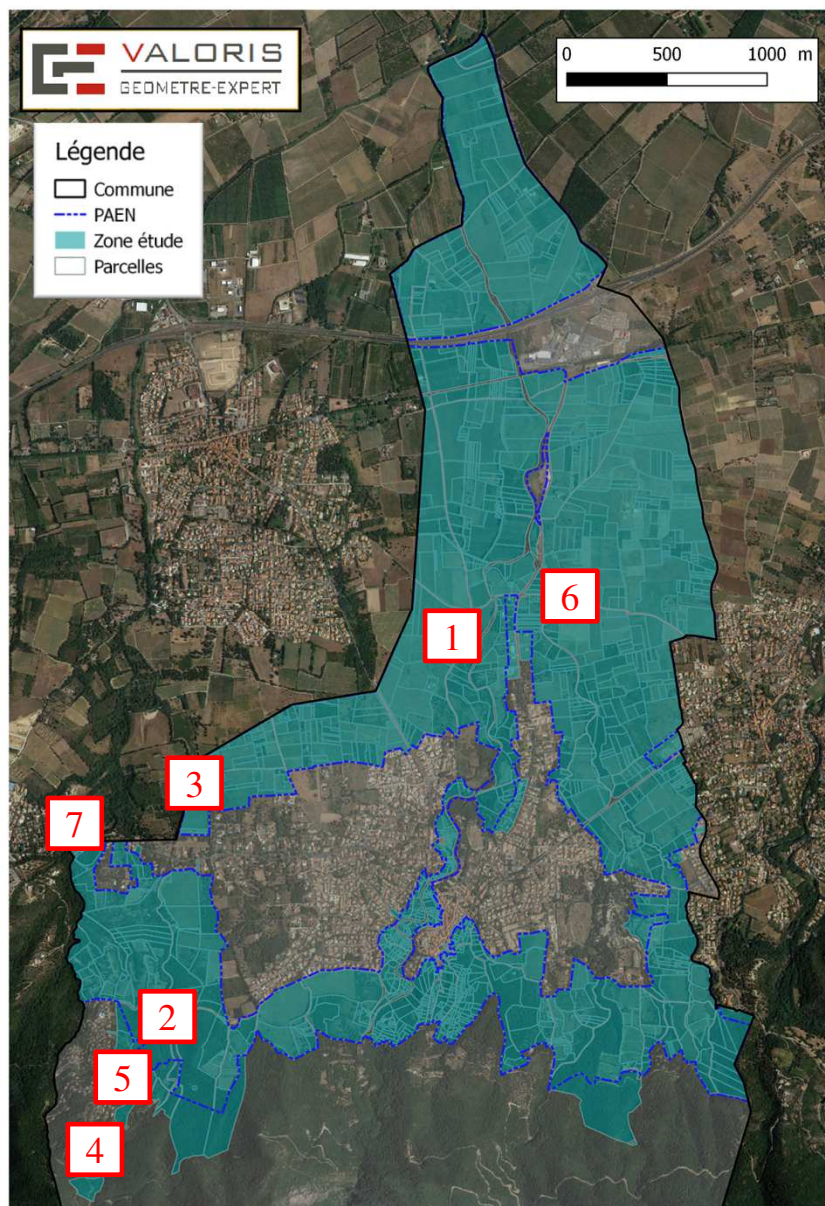 VALORIS
GEOMETRE-EXPERT
0 500 1000 m
Légende
Commune
PAEN
Zone étude
Parcelles
6
1
3
7
2
5
4